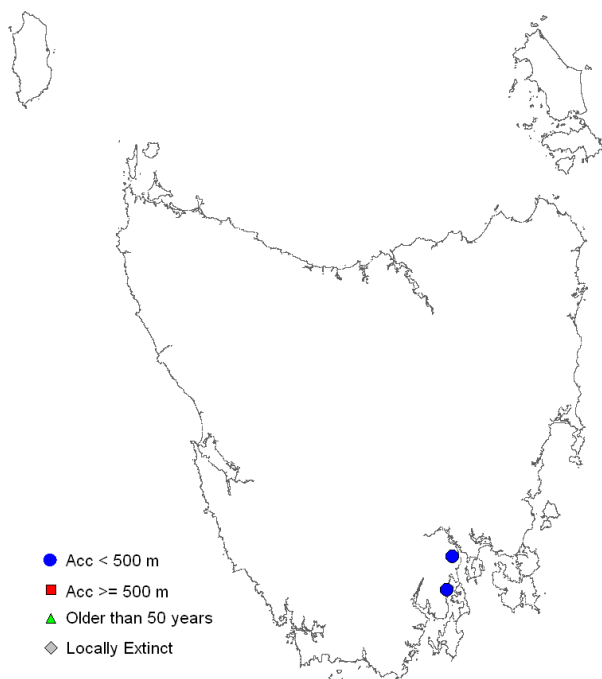 Acc < 500 m
Acc >= 500 m
Older than 50 years
Locally Extinct